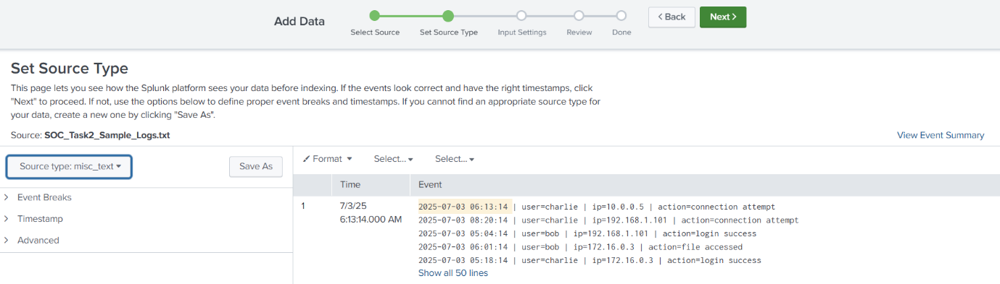 Add Data
Select Source
Set Source Type
Input Settings
Review
Done
< Back
Next >
Set Source Type
This page lets you see how the Splunk platform sees your data before indexing. If the events look correct and have the right timestamps, click
"Next" to proceed. If not, use the options below to define proper event breaks and timestamps. If you cannot find an appropriate source type for
your data, create a new one by clicking "Save As".
Source: SOC_Task2_Sample_Logs.txt
View Event Summary
Source type: misc_text
Save As
Event Breaks
Timestamp
Advanced
Format
Select...
Select...
Time
Event
1
7/3/25
6:13:14.000 AM
2025-07-03 06:13:14 | user=charlie | ip=10.0.0.5 | action=connection attempt
2025-07-03 08:20:14 | user=charlie | ip=192.168.1.101 | action=connection attempt
2025-07-03 05:04:14 | user=bob | ip=192.168.1.101 | action=login success
2025-07-03 06:01:14 | user=bob | ip=172.16.0.3 | action=file accessed
2025-07-03 05:18:14 | user=charlie | ip=172.16.0.3 | action=login success
Show all 50 lines